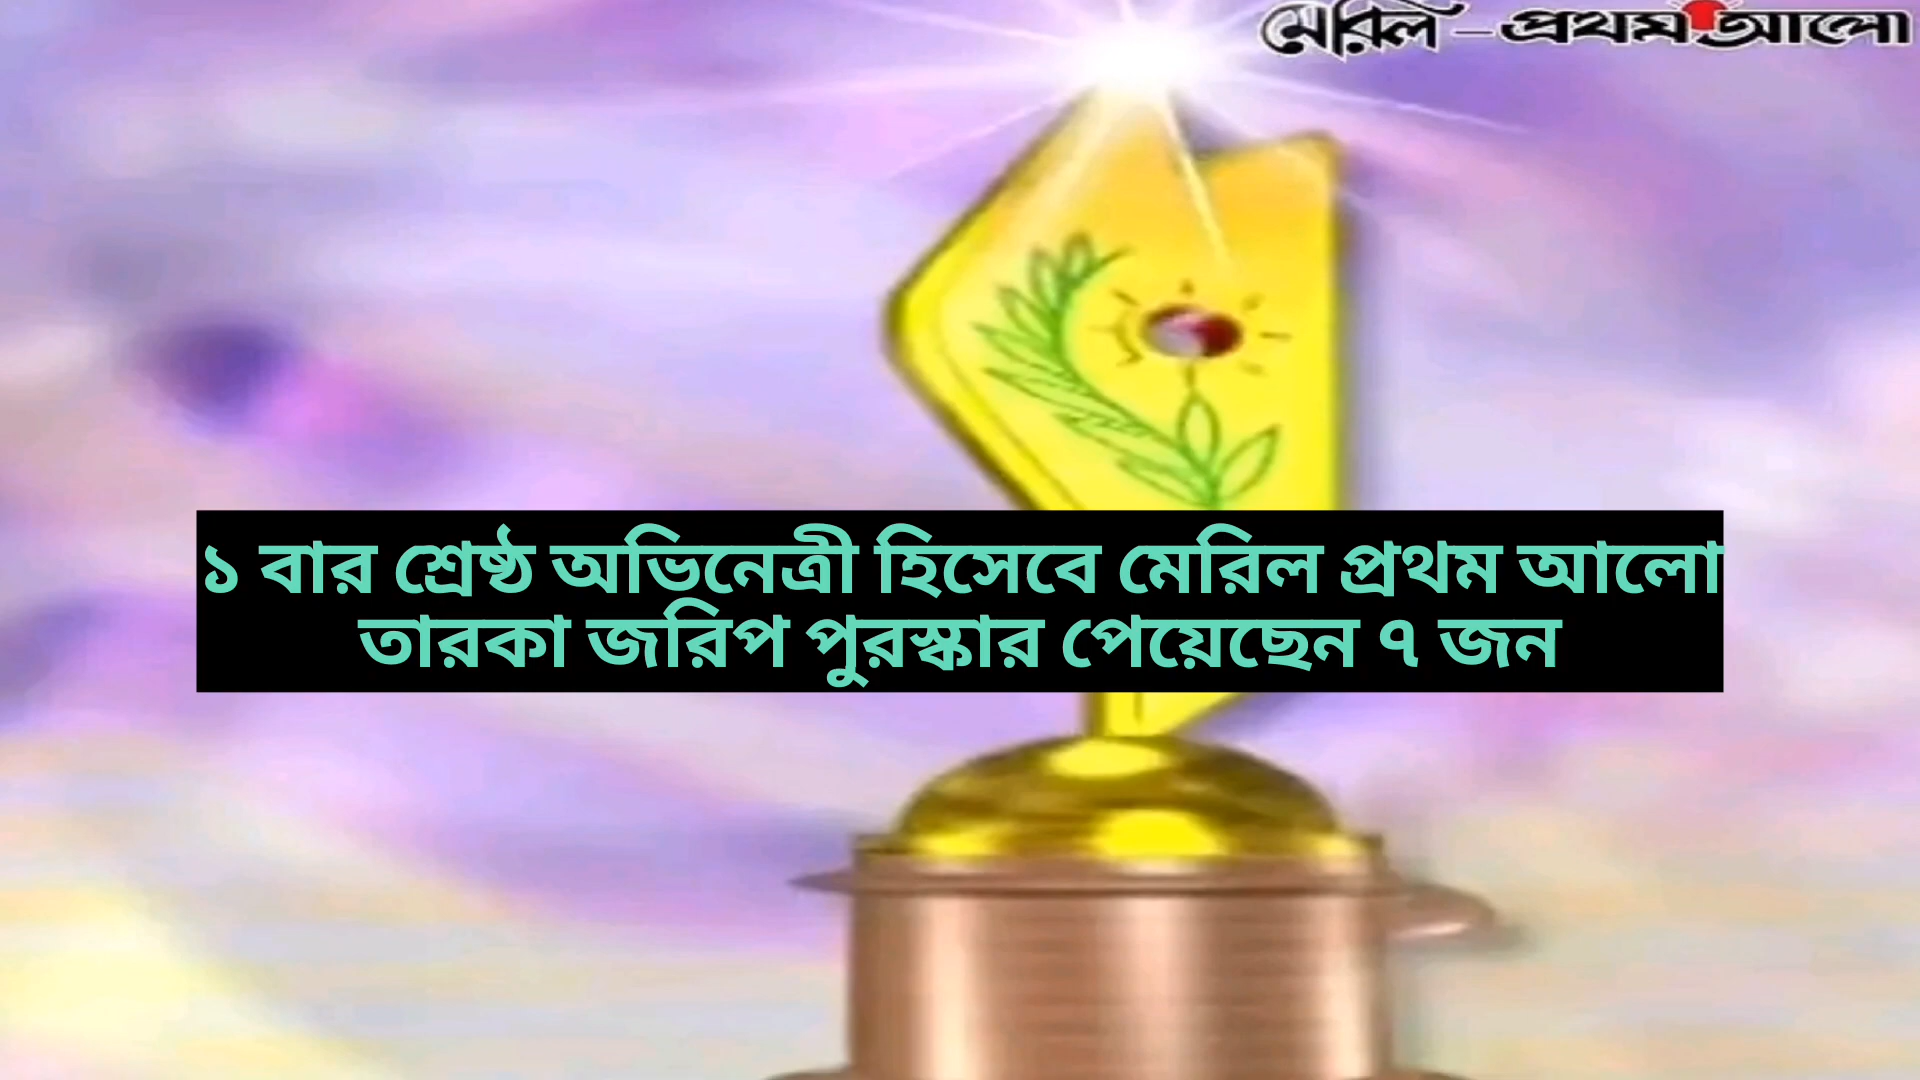 মেরিল - প্রথম আলো
১ বার শ্রেষ্ঠ অভিনেত্রী হিসেবে মেরিল প্রথম আলো
তারকা জরিপ পুরস্কার পেয়েছেন ৭ জন